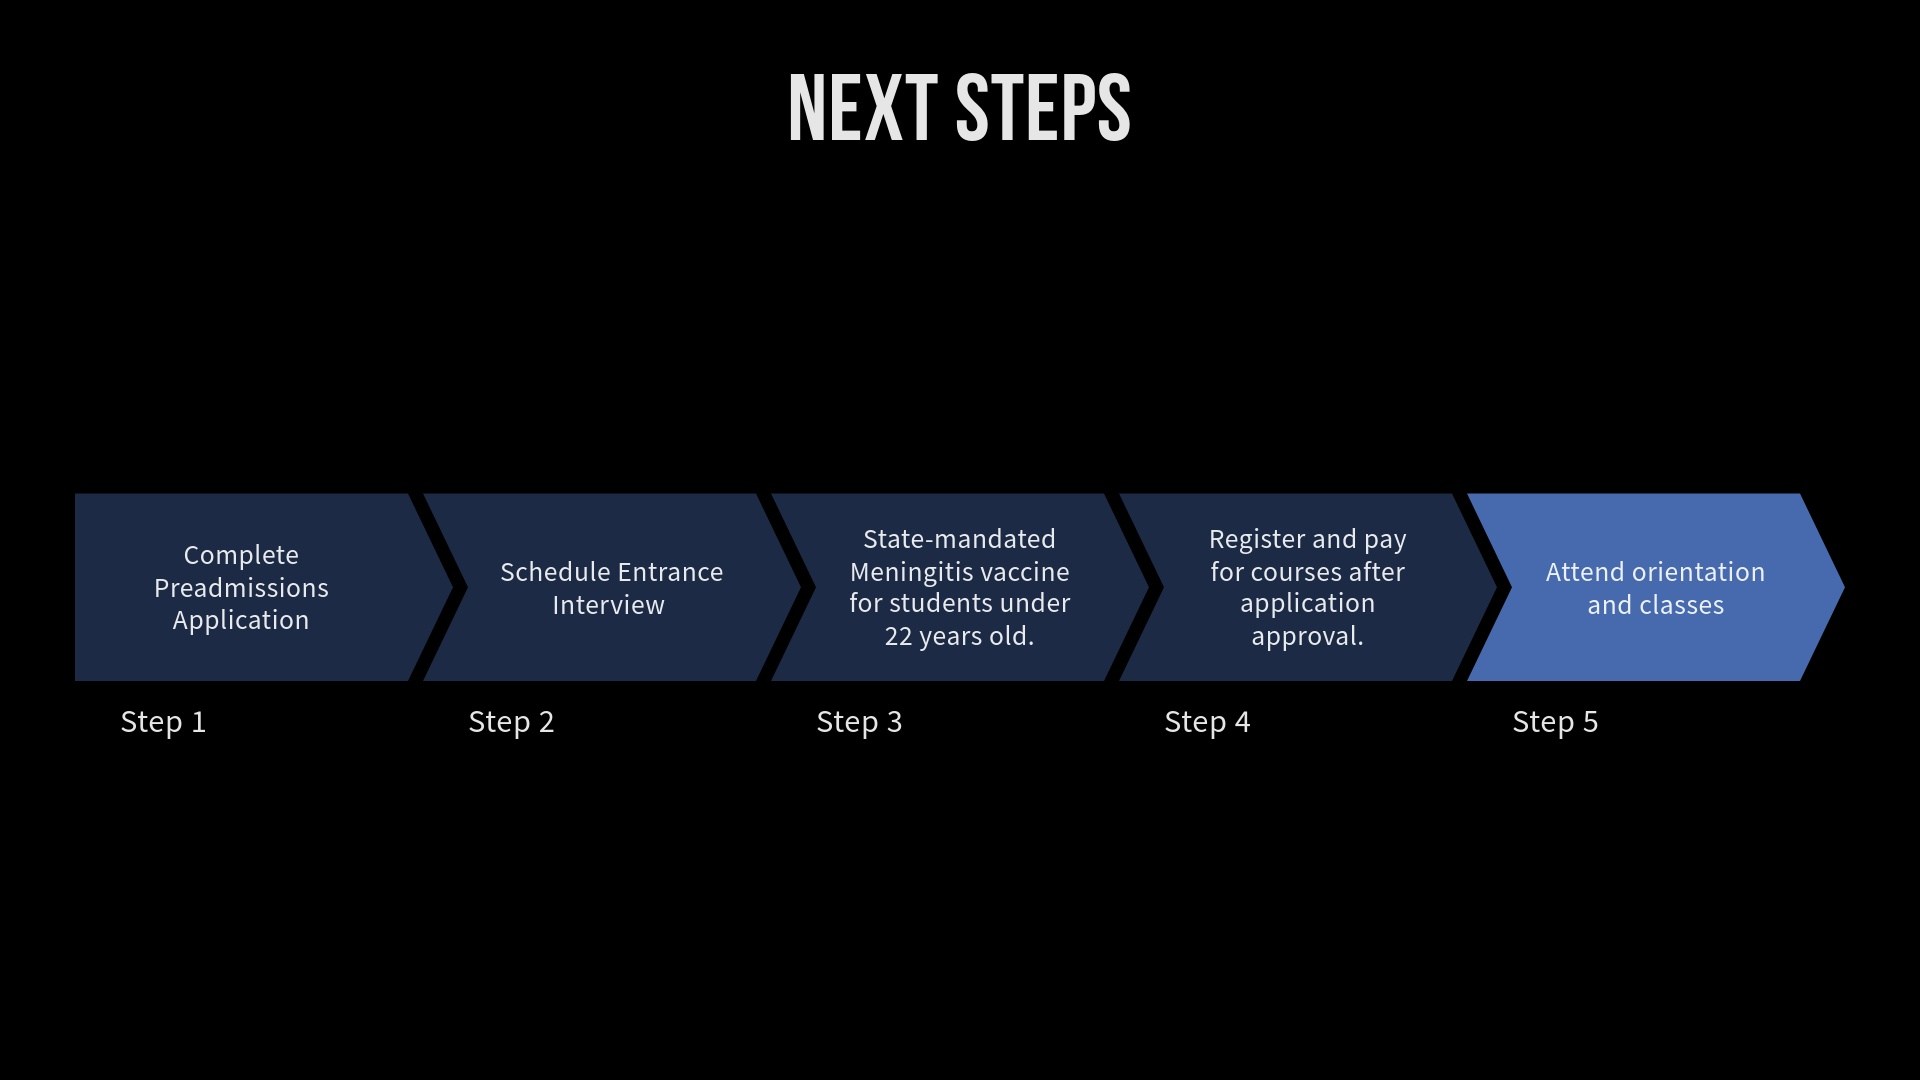 NEXT STEPS
Complete
Preadmissions
Application
Schedule Entrance
Interview
State-mandated
Meningitis vaccine
for students under
22 years old.
Register and pay
for courses after
application
approval.
Attend orientation
and classes
Step 1
Step 2
Step 3
Step 4
Step 5